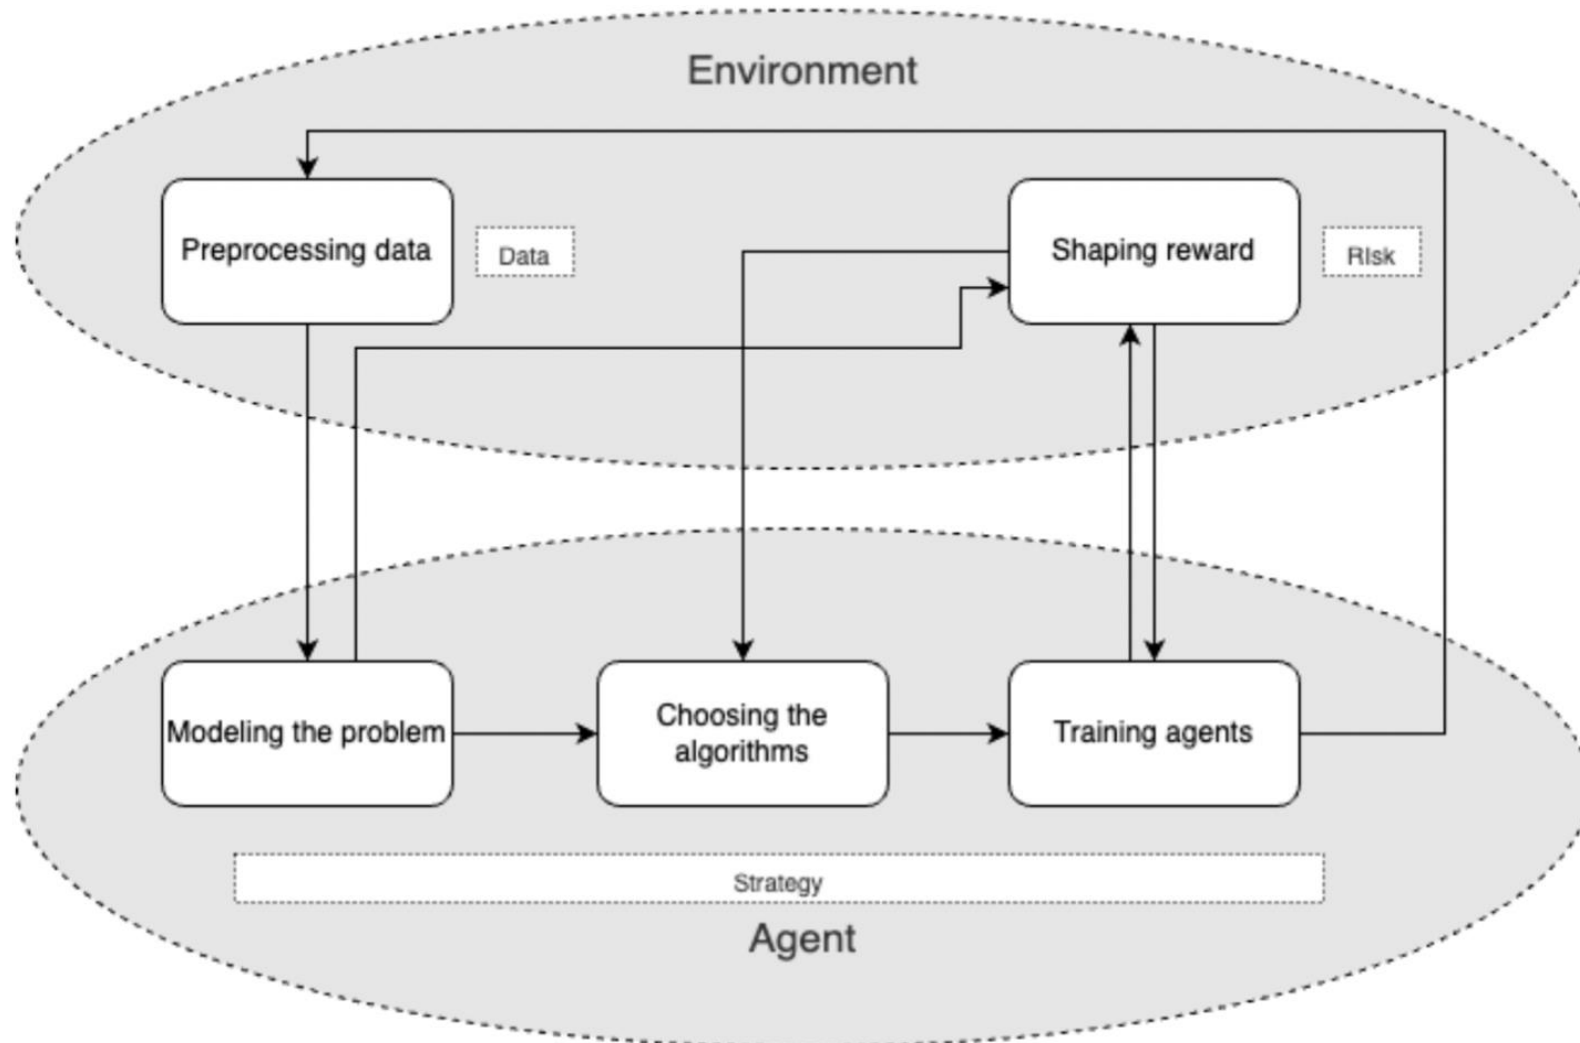 Environment
Preprocessing data
Data
Shaping reward
RIsk
Modeling the problem
Choosing the
algorithms
Training agents
Strategy
Agent